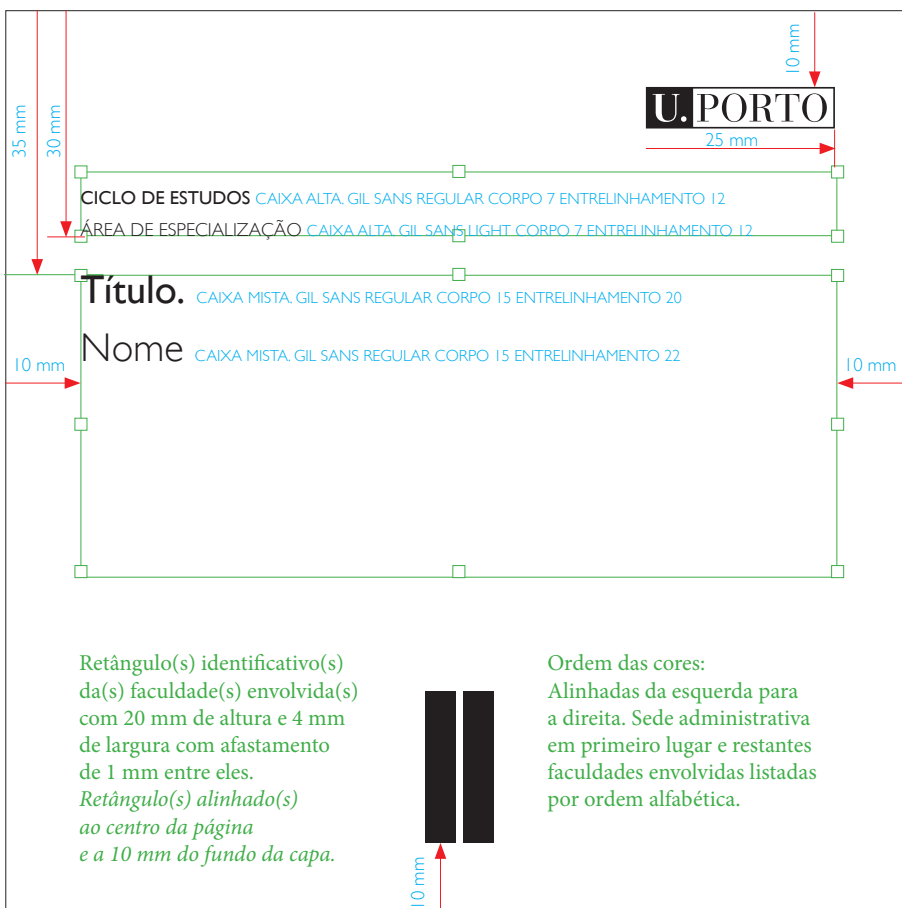 10 mm
35 mm
30 mm
U.PORTO
25 mm
CICLO DE ESTUDOS CAIXA ALTA. GIL SANS REGULAR CORPO 7 ENTRELINHAMENTO 12
ÁREA DE ESPECIALIZAÇÃO CAIXA ALTA. GIL SANS LIGHT CORPO 7 ENTRELINHAMENTO 12
Título. CAIXA MISTA. GIL SANS REGULAR CORPO 15 ENTRELINHAMENTO 20
Nome CAIXA MISTA. GIL SANS REGULAR CORPO 15 ENTRELINHAMENTO 22
10 mm
10 mm
Retângulo(s) identificativo(s)
da(s) faculdade(s) envolvida(s)
com 20 mm de altura e 4 mm
de largura com afastamento
de 1 mm entre eles.
Retângulo(s) alinhado(s)
ao centro da página
e a 10 mm do fundo da capa.
Ordem das cores:
Alinhadas da esquerda para
a direita. Sede administrativa
em primeiro lugar e restantes
faculdades envolvidas listadas
por ordem alfabética.
10 mm